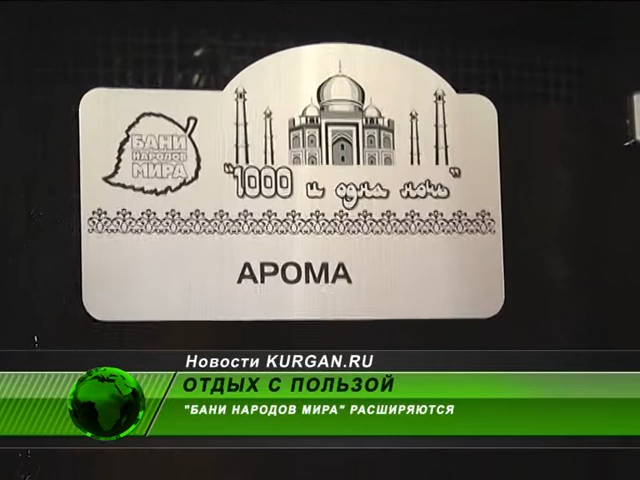 БАНИ
НАРОДОВ
МИРА
"1000 и одна ночь"
АРОМА
Новости KURGAN.RU
ОТДЫХ С ПОЛЬЗОЙ
"БАНИ НАРОДОВ МИРА" РАСШИРЯЮТСЯ